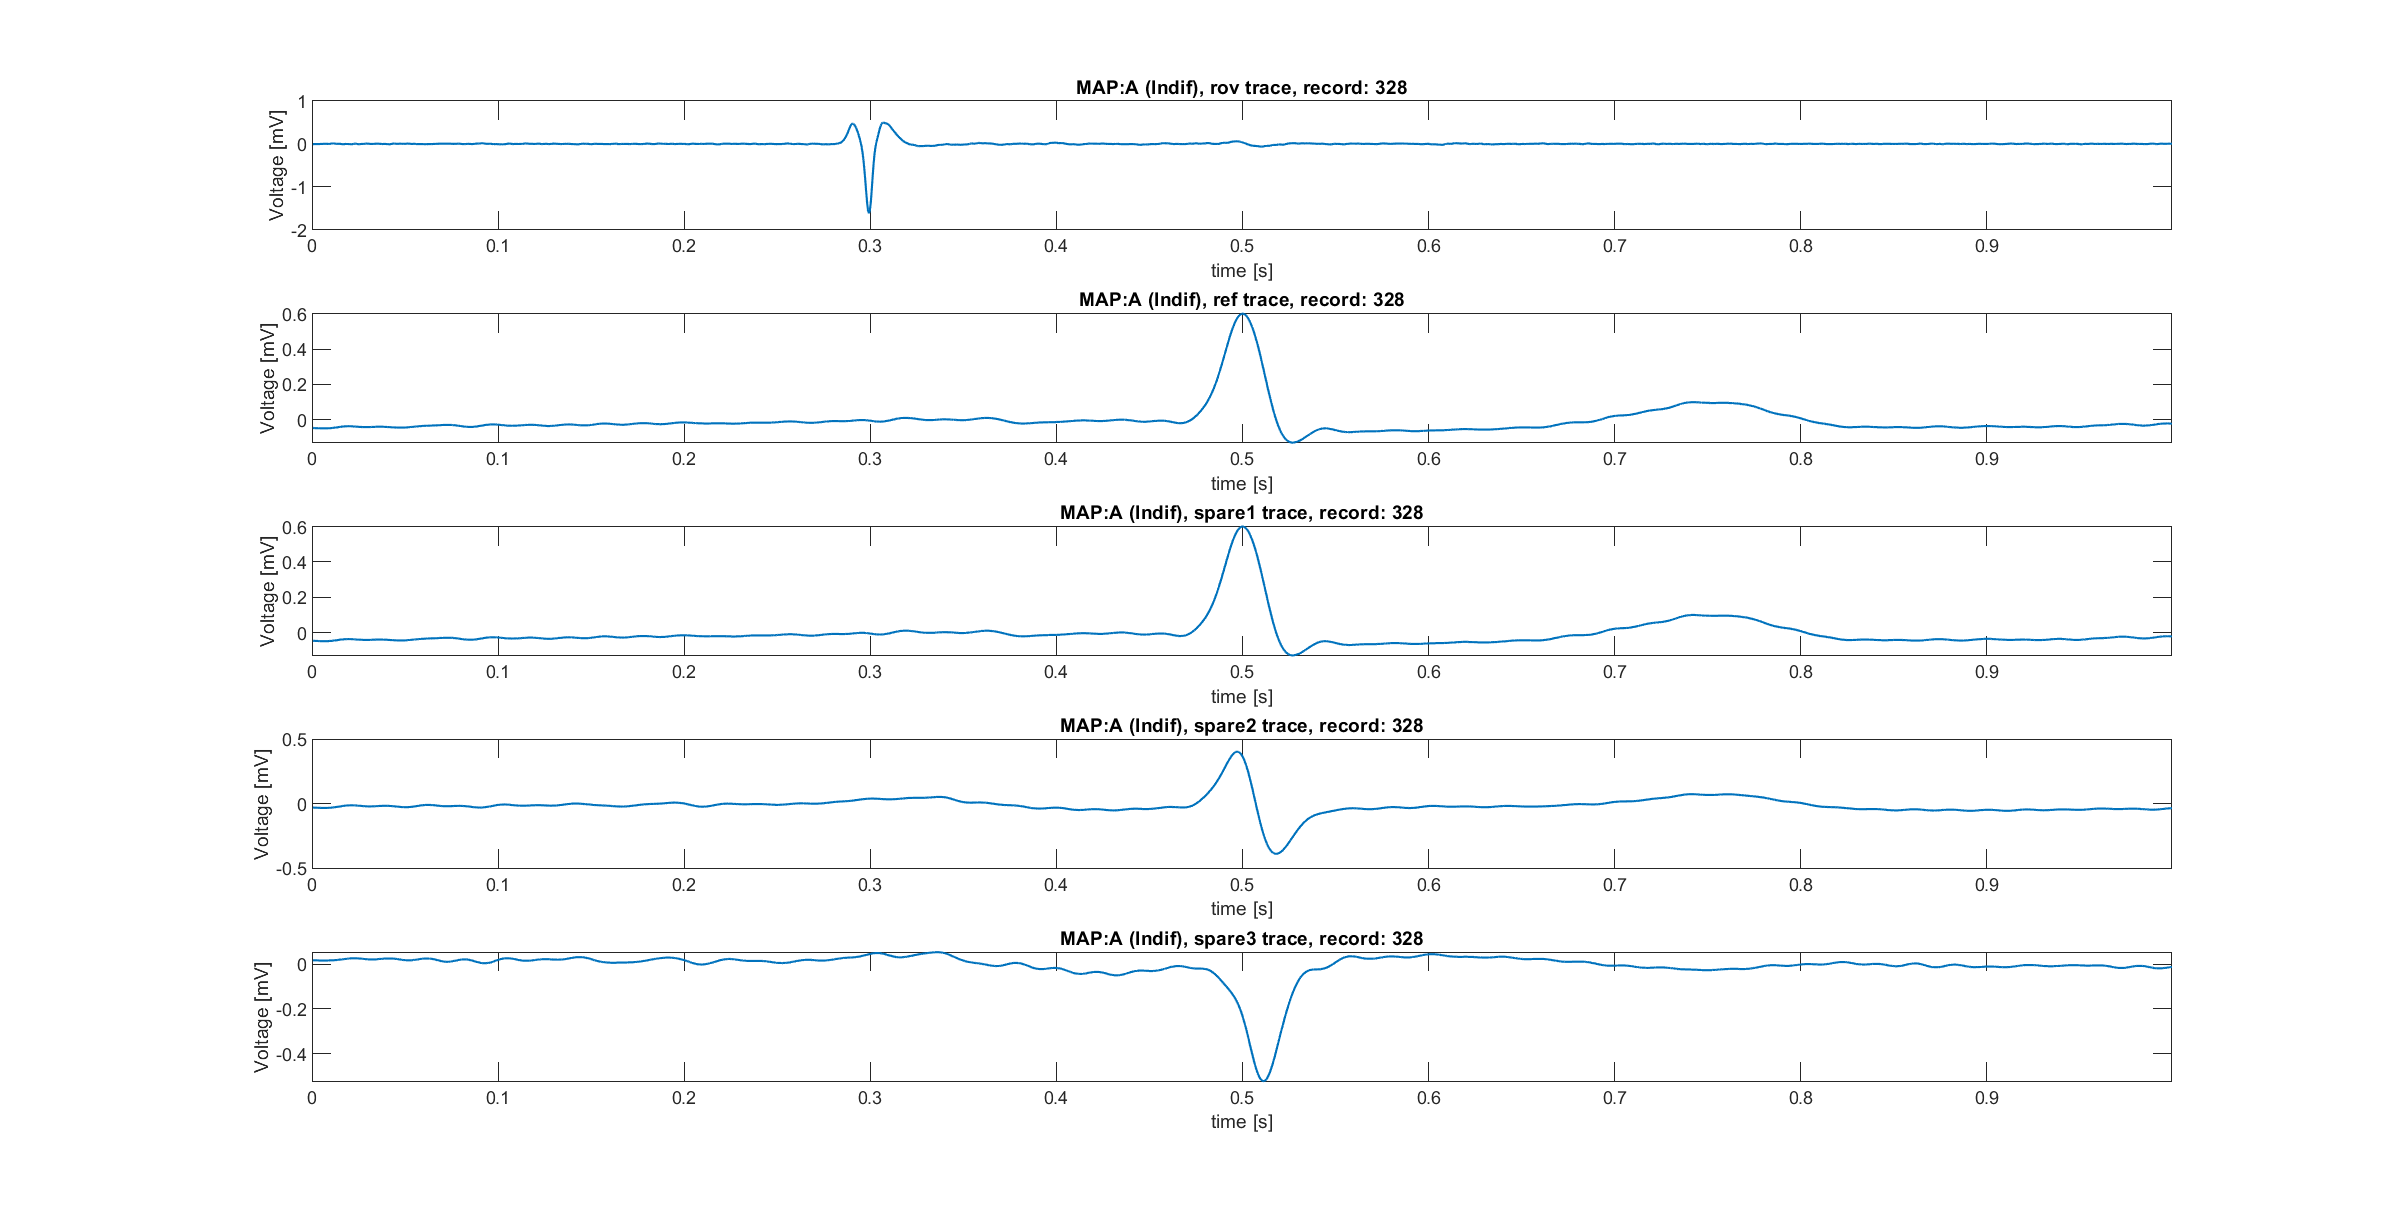 MAP:A (Indif), rov trace, record: 328
Voltage [mV]
1
0
-1
-2
0 0.1 0.2 0.3 0.4 0.5 0.6 0.7 0.8 0.9
time [s]
MAP:A (Indif), ref trace, record: 328
Voltage [mV]
0.6
0.4
0.2
0
0 0.1 0.2 0.3 0.4 0.5 0.6 0.7 0.8 0.9
time [s]
MAP:A (Indif), spare1 trace, record: 328
Voltage [mV]
0.6
0.4
0.2
0
0 0.1 0.2 0.3 0.4 0.5 0.6 0.7 0.8 0.9
time [s]
MAP:A (Indif), spare2 trace, record: 328
Voltage [mV]
0.5
0
-0.5
0 0.1 0.2 0.3 0.4 0.5 0.6 0.7 0.8 0.9
time [s]
MAP:A (Indif), spare3 trace, record: 328
Voltage [mV]
0
-0.2
-0.4
0 0.1 0.2 0.3 0.4 0.5 0.6 0.7 0.8 0.9
time [s]